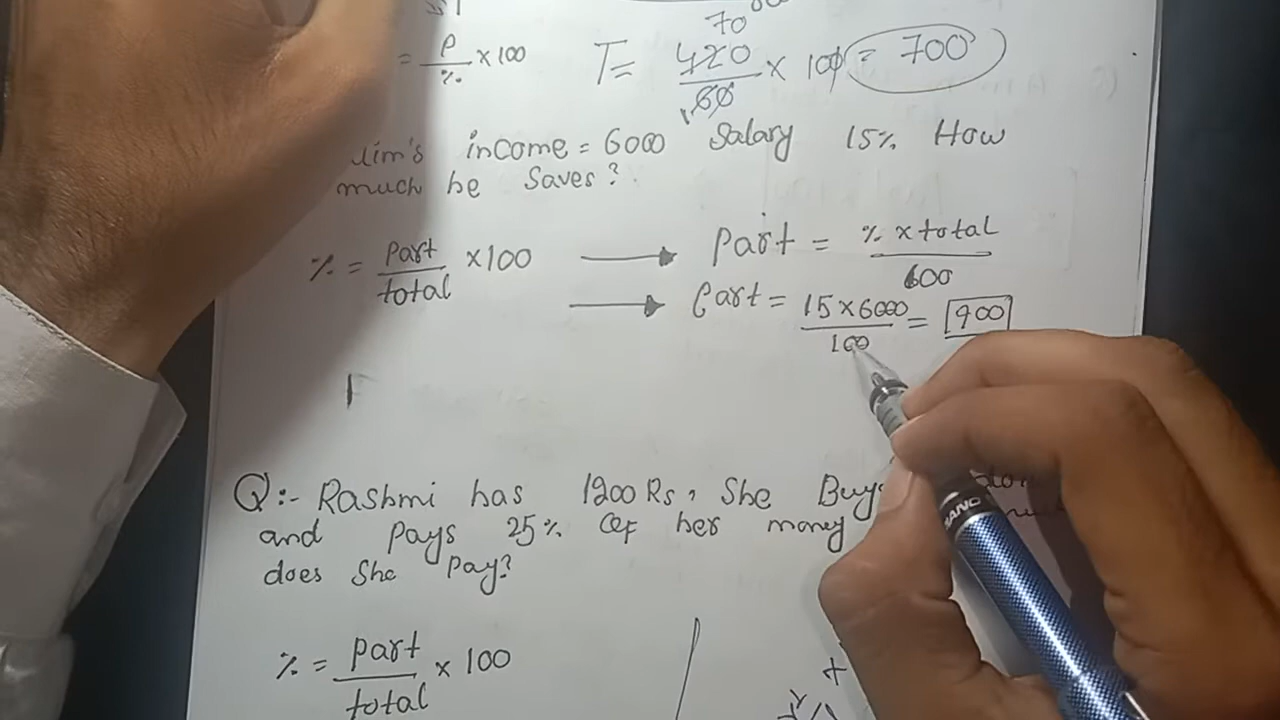 = P/% × 100 T = 420/60 × 100 = 700
70
income = 6000 Salary 15% How
much he Saves?
% = part/total × 100 → Part = % × total/600
→ Part = 15 × 6000/100 = 900
Q:- Rashmi has 1200 Rs, She Buys
and Pays 25% of her money
does She Pay?
% = part/total × 100